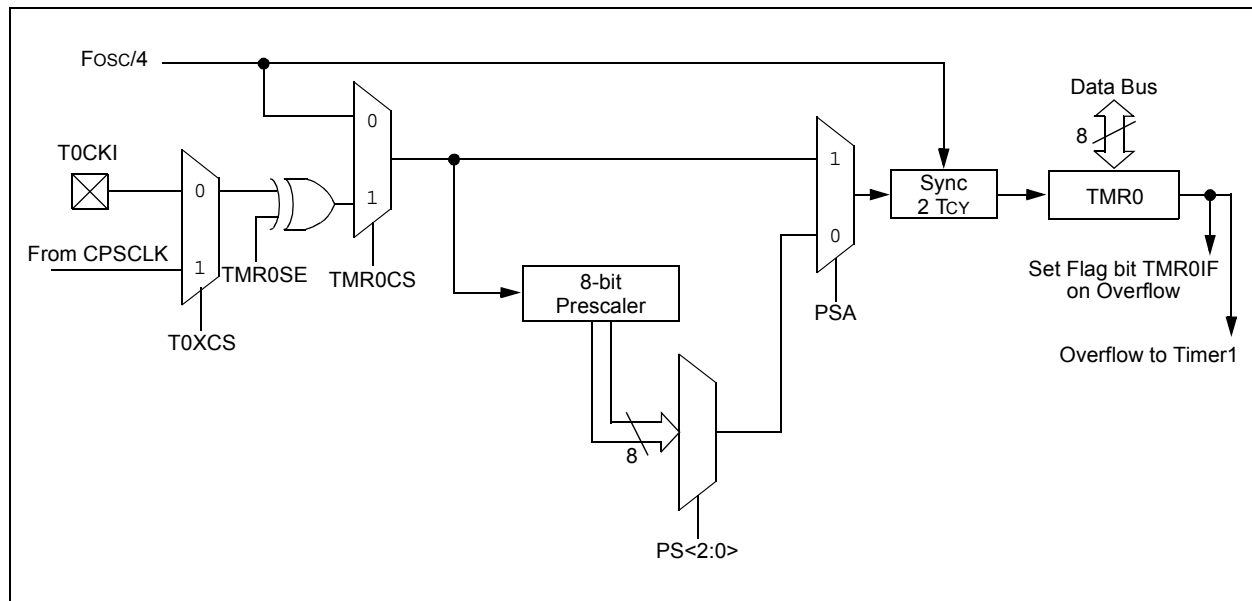 FOSC/4
Data Bus
8
0
T0CKI
1
0
1
Sync
2 TCY
TMR0
0
From CPSCLK
1
TMR0SE
TMR0CS
8-bit
Prescaler
PSA
Set Flag bit TMR0IF
on Overflow
T0XCS
Overflow to Timer1
8
PS<2:0>